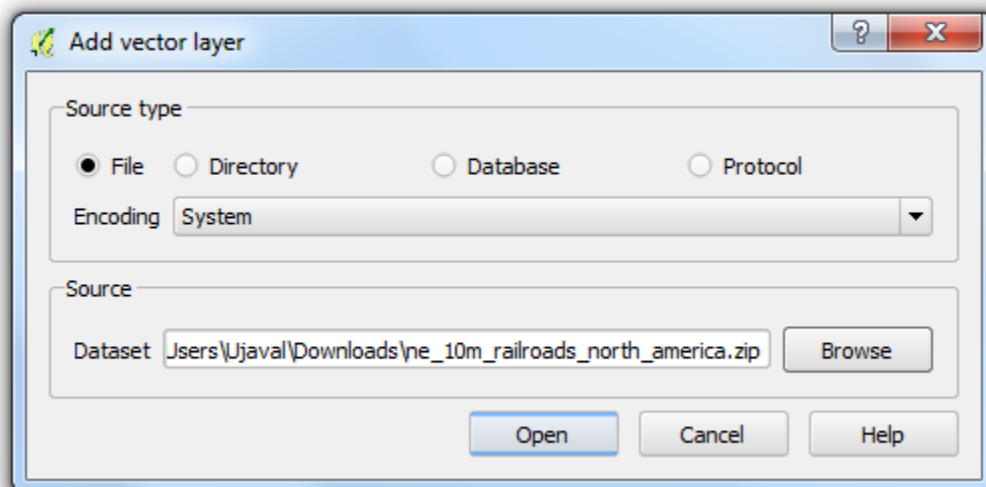 Add vector layer
Source type
File Directory Database Protocol
Encoding System
Source
Dataset Users\Ujaval\Downloads\ne_10m_railroads_north_america.zip Browse
Open Cancel Help